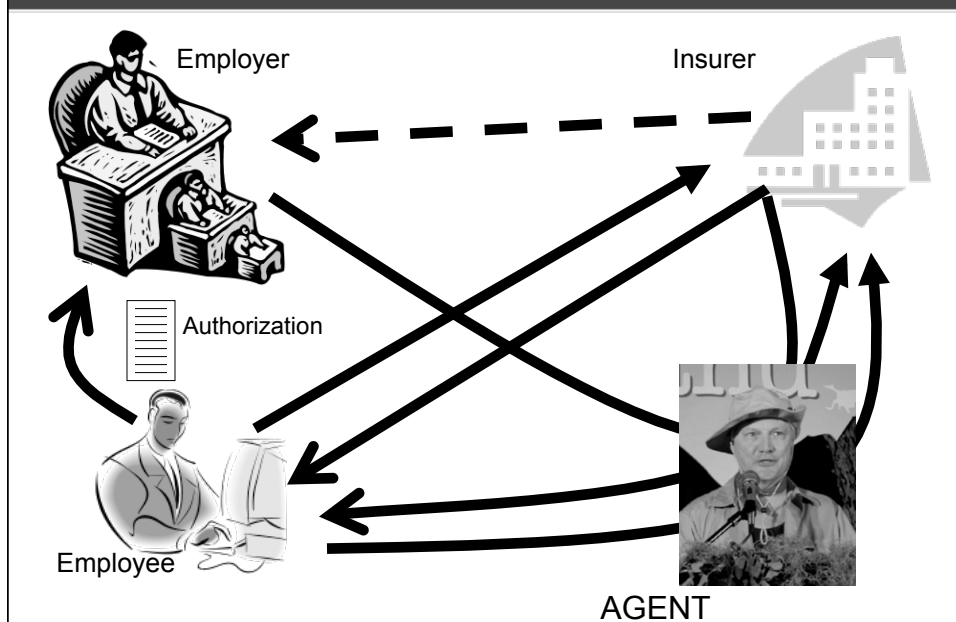 Employer
Insurer
Authorization
Employee
AGENT